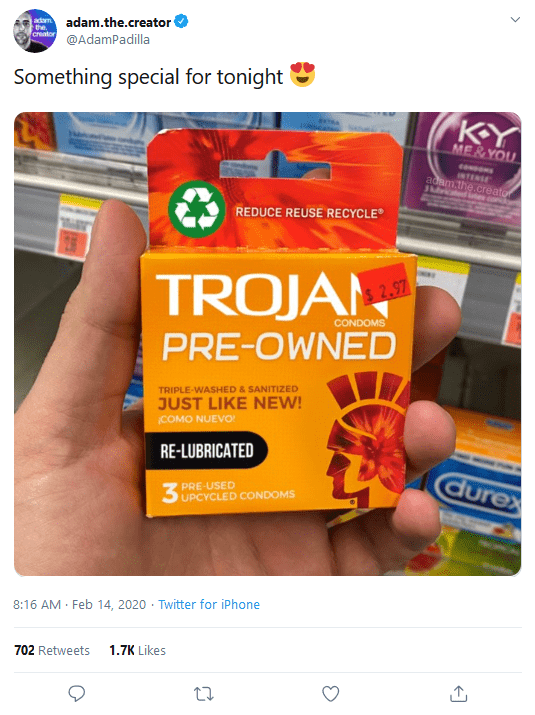 adam.the.creator
@AdamPadilla
Something special for tonight 😍
REDUCE REUSE RECYCLE®
TROJAN
$ 2.97
CONDOMS
PRE-OWNED
TRIPLE-WASHED & SANITIZED
JUST LIKE NEW!
¡COMO NUEVO!
RE-LUBRICATED
3 PRE-USED
UPCYCLED CONDOMS
K-Y
ME & YOU
CONDOMS
INTENSE
adam.the.creator
durex
8:16 AM · Feb 14, 2020 · Twitter for iPhone
702 Retweets 1.7K Likes